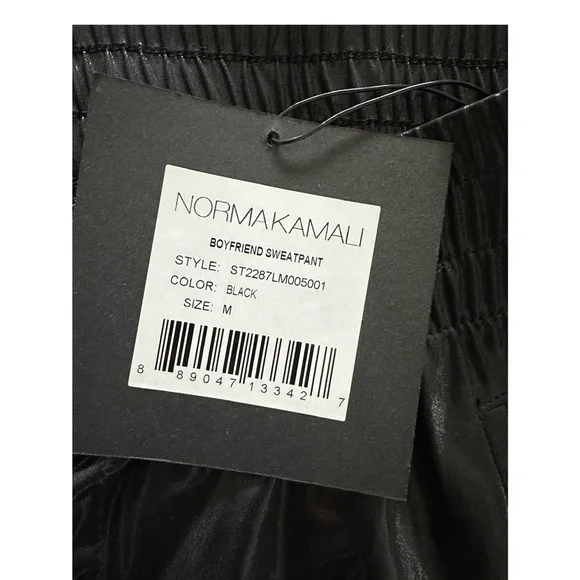 NORMAKAMALI
BOYFRIEND SWEATPANT
STYLE: ST2287LM005001
COLOR: BLACK
SIZE: M
8 89047 13342 7